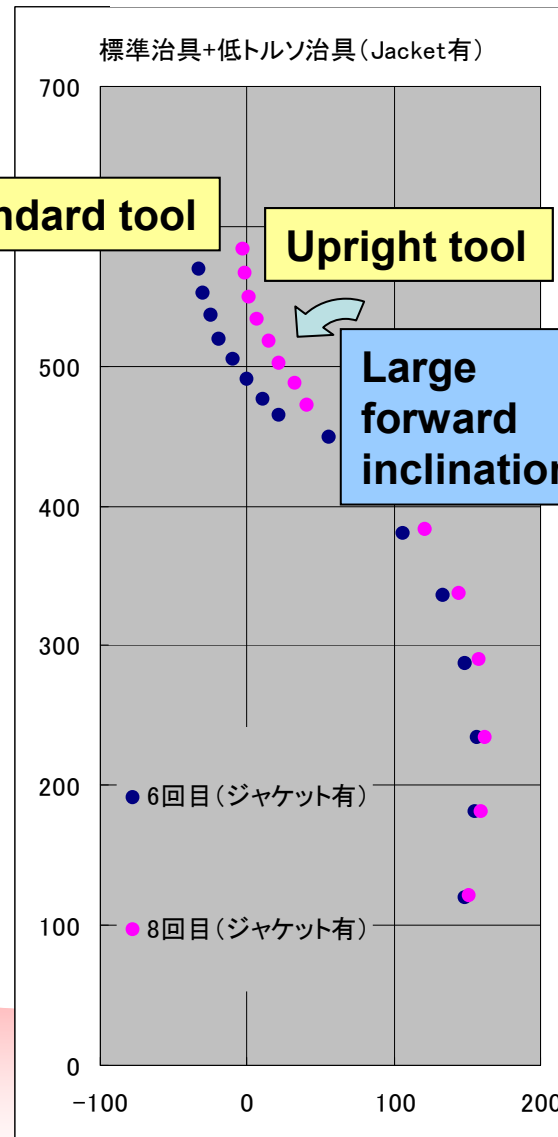 標準治具+低トルソ治具(Jacket有)
700
ndard tool
Upright tool
500
Large
forward
inclination
400
300
200
6回目(ジャケット有)
8回目(ジャケット有)
100
0
-100
0
100
200